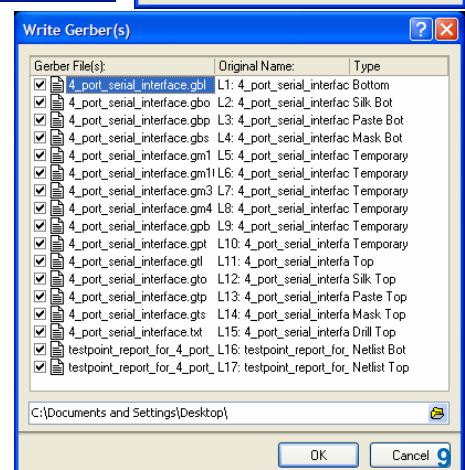 Write Gerber(s)
Gerber File(s): Original Name: Type
4_port_serial_interface.gbl L1: 4_port_serial_interfac Bottom
4_port_serial_interface.gbo L2: 4_port_serial_interfac Silk Bot
4_port_serial_interface.gbp L3: 4_port_serial_interfac Paste Bot
4_port_serial_interface.gbs L4: 4_port_serial_interfac Mask Bot
4_port_serial_interface.gm1 L5: 4_port_serial_interfac Temporary
4_port_serial_interface.gm1 L6: 4_port_serial_interfac Temporary
4_port_serial_interface.gm3 L7: 4_port_serial_interfac Temporary
4_port_serial_interface.gm4 L8: 4_port_serial_interfac Temporary
4_port_serial_interface.gpb L9: 4_port_serial_interfac Temporary
4_port_serial_interface.gpt L10: 4_port_serial_interfa Temporary
4_port_serial_interface.gtl L11: 4_port_serial_interfa Top
4_port_serial_interface.gto L12: 4_port_serial_interfa Silk Top
4_port_serial_interface.gtp L13: 4_port_serial_interfa Paste Top
4_port_serial_interface.gts L14: 4_port_serial_interfa Mask Top
4_port_serial_interface.txt L15: 4_port_serial_interfa Drill Top
testpoint_report_for_4_port_ L16: testpoint_report_for_ Netlist Bot
testpoint_report_for_4_port_ L17: testpoint_report_for_ Netlist Top
C:\Documents and Settings\Desktop\
OK Cancel 9